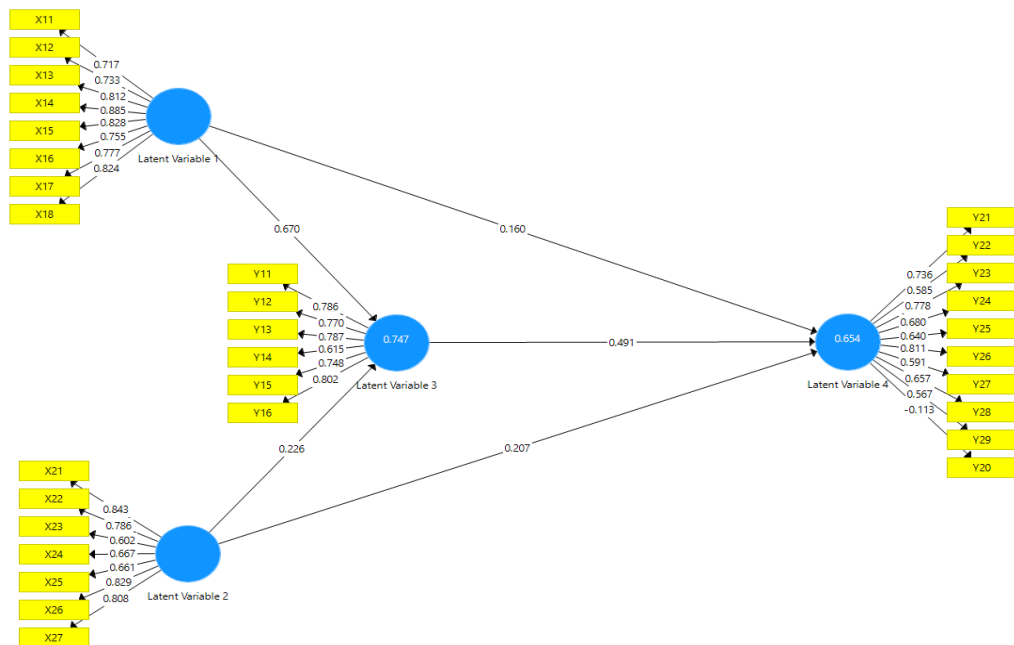 X11
X12
X13
X14
X15
X16
X17
X18
0.717
0.733
0.812
0.885
0.828
0.755
0.777
0.824
Latent Variable 1
0.670
0.160
Y11
Y12
Y13
Y14
Y15
Y16
0.786
0.770
0.787
0.615
0.748
0.802
0.747
Latent Variable 3
0.491
0.226
0.207
X21
X22
X23
X24
X25
X26
X27
0.843
0.786
0.602
0.667
0.661
0.829
0.808
Latent Variable 2
0.654
Latent Variable 4
0.736
0.585
0.778
0.680
0.640
0.811
0.591
0.657
0.567
-0.113
Y21
Y22
Y23
Y24
Y25
Y26
Y27
Y28
Y29
Y20